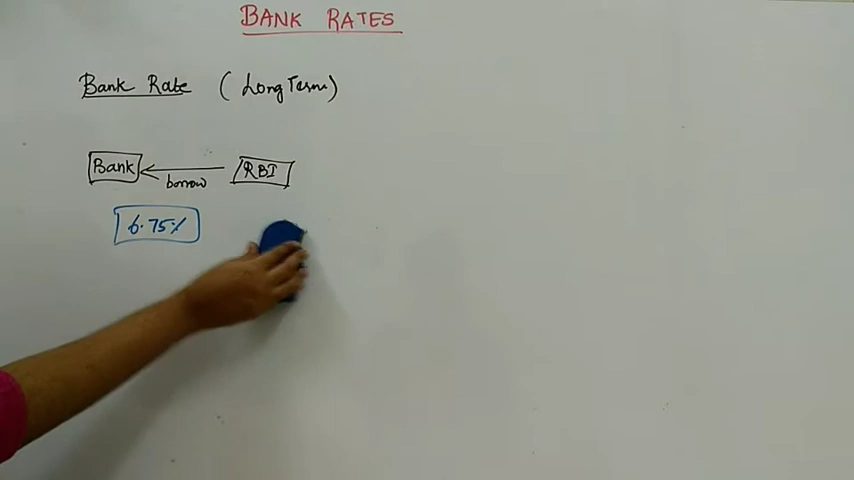 BANK RATES
Bank Rate (Long Term)
Bank borrow RBI
6.75%